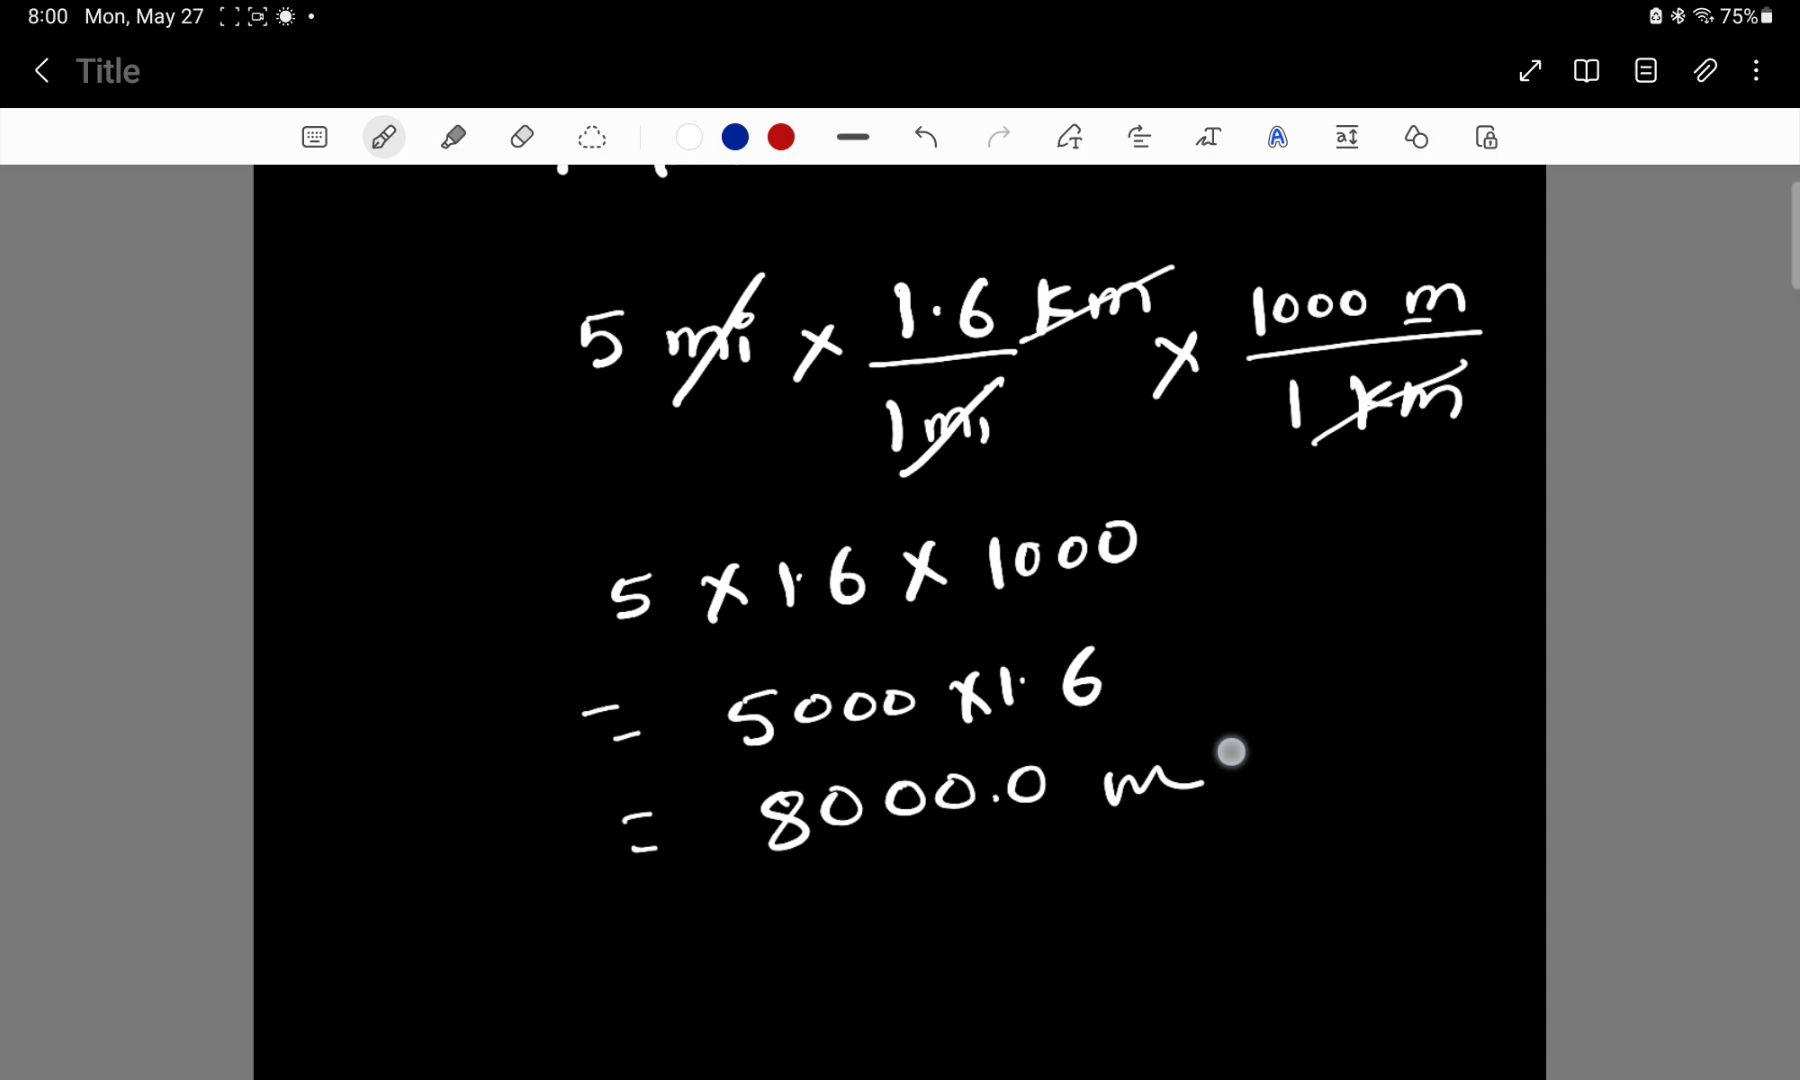 8:00 Mon, May 27 75%
Title
5 mi × 1.6 km / 1 mi × 1000 m / 1 km
5 × 1.6 × 1000
= 5000 × 1.6
= 8000.0 m